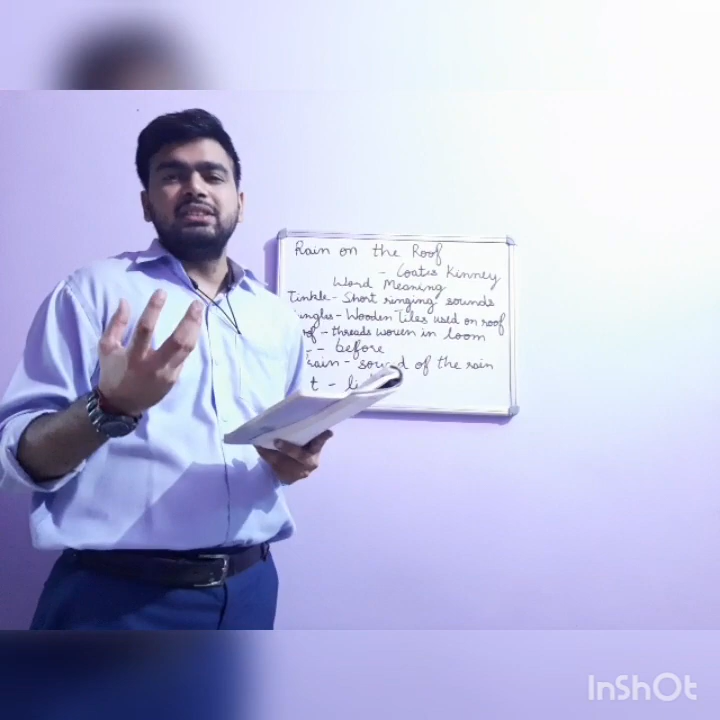 Rain on the Roof
- Coates Kinney
Word Meaning
Tinkle - Short ringing sounds
- Wooden Tiles used on roof
- threads woven in loom
- before
- sound of the rain
t -
InShOt